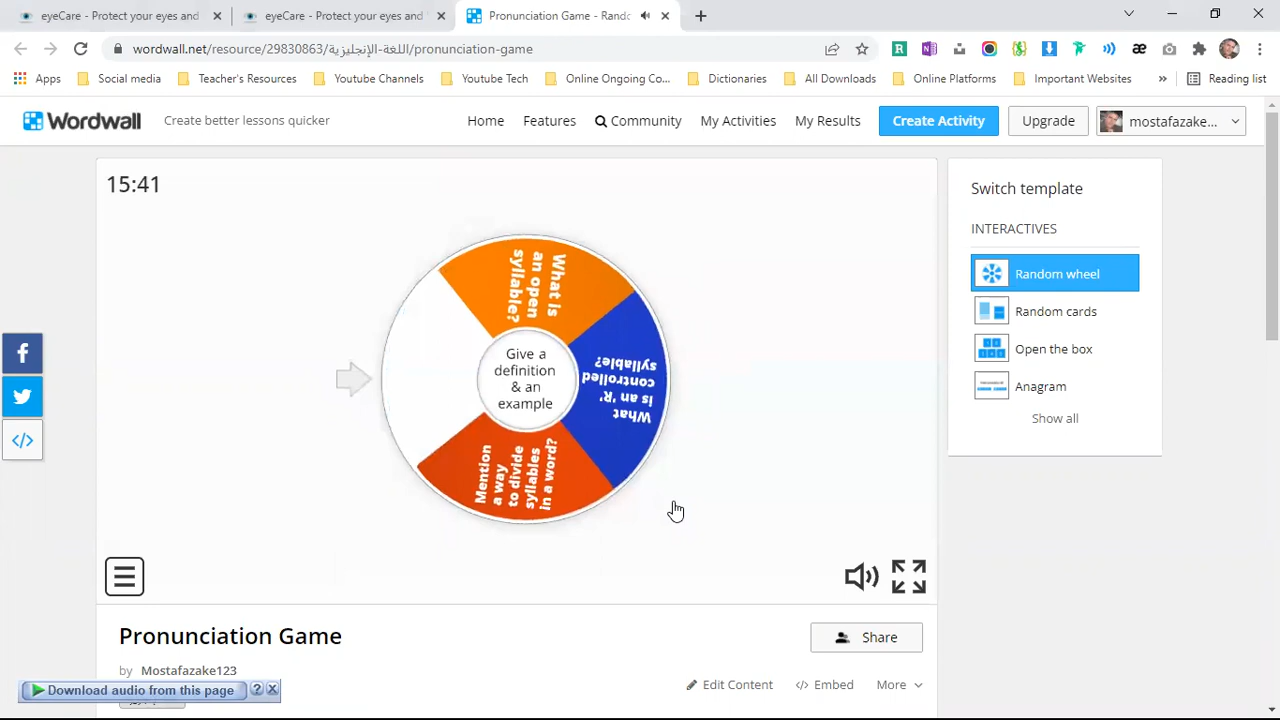 eyeCare - Protect your eyes and
eyeCare - Protect your eyes and
Pronunciation Game - Rando
wordwall.net/resource/29830863/اللغة-الإنجليزية/pronunciation-game
Apps
Social media
Teacher's Resources
Youtube Channels
Youtube Tech
Online Ongoing Co...
Dictionaries
All Downloads
Online Platforms
Important Websites
»
Reading list
Wordwall
Create better lessons quicker
Home
Features
Community
My Activities
My Results
Create Activity
Upgrade
mostafazake...
15:41
What is
an open
syllable?
What
is an 'R'
controlled
syllable?
Mention
a way
to divide
syllables
in a word?
Give a
definition
& an
example
Switch template
INTERACTIVES
Random wheel
Random cards
Open the box
Anagram
Show all
Pronunciation Game
Share
by Mostafazake123
Edit Content
Embed
More
Download audio from this page
?